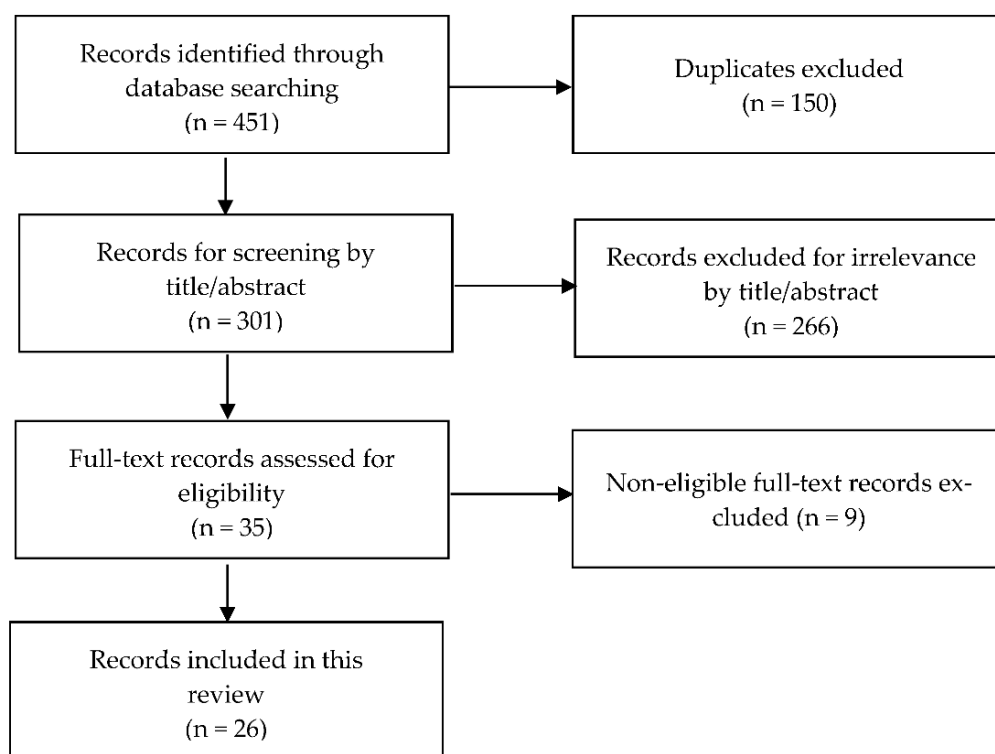 Records identified through
database searching
(n = 451)
Duplicates excluded
(n = 150)
Records for screening by
title/abstract
(n = 301)
Records excluded for irrelevance
by title/abstract
(n = 266)
Full-text records assessed for
eligibility
(n = 35)
Non-eligible full-text records ex-
cluded (n = 9)
Records included in this
review
(n = 26)